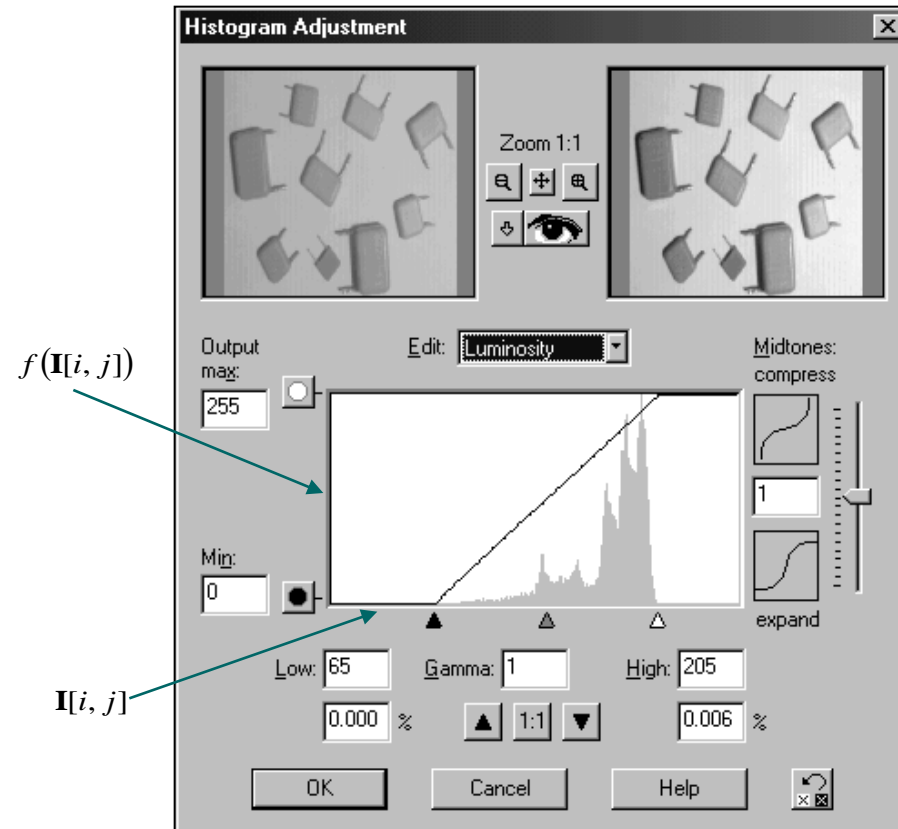 Histogram Adjustment
Zoom 1:1
f(I[i, j])
Output
max:
255
Edit: Luminosity
Midtones:
compress
1
Min:
0
expand
I[i, j]
Low: 65
Gamma: 1
High: 205
0.000 %
1:1
0.006 %
OK
Cancel
Help